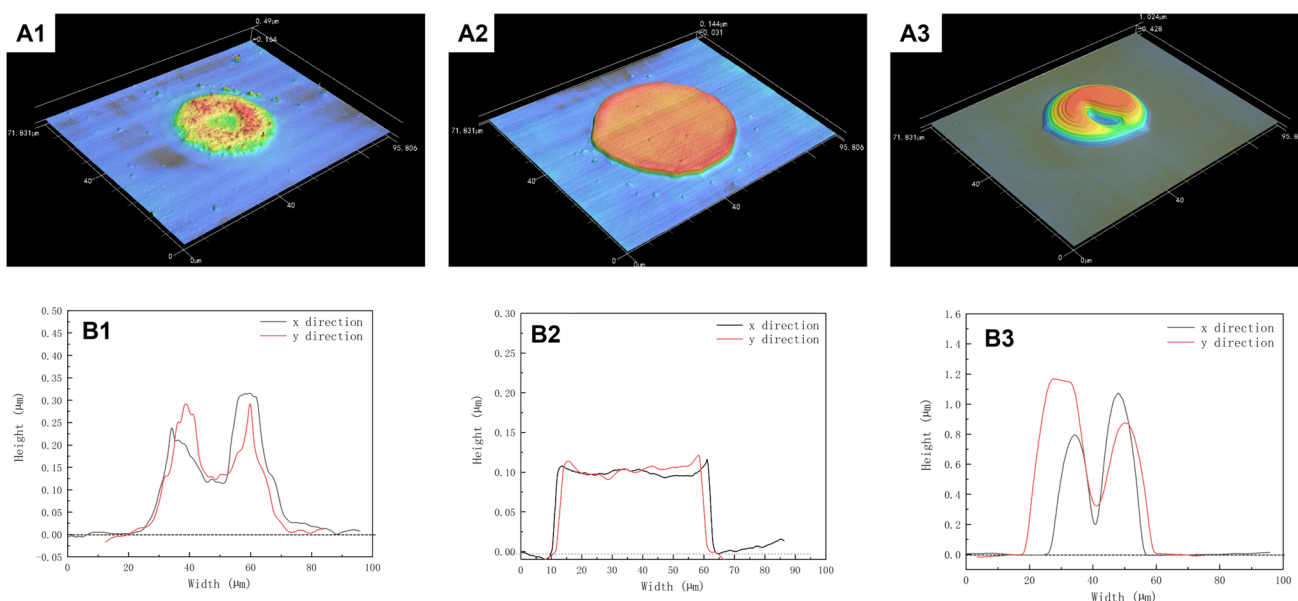 A1
0.49μm
-0.164
71.831μm
95.806
40
40
0
0μm
A2
0.144μm
-0.031
71.831μm
95.806
40
40
0
0μm
A3
1.024μm
-0.428
71.831μm
95.806
40
40
0
0μm
B1
x direction
y direction
Height (μm)
0.50
0.45
0.40
0.35
0.30
0.25
0.20
0.15
0.10
0.05
0.00
-0.05
0 20 40 60 80 100
Width (μm)
B2
x direction
y direction
Height (μm)
0.30
0.25
0.20
0.15
0.10
0.05
0.00
0 10 20 30 40 50 60 70 80 90 100
Width (μm)
B3
x direction
y direction
Height (μm)
1.6
1.4
1.2
1.0
0.8
0.6
0.4
0.2
0.0
0 20 40 60 80 100
Width (μm)